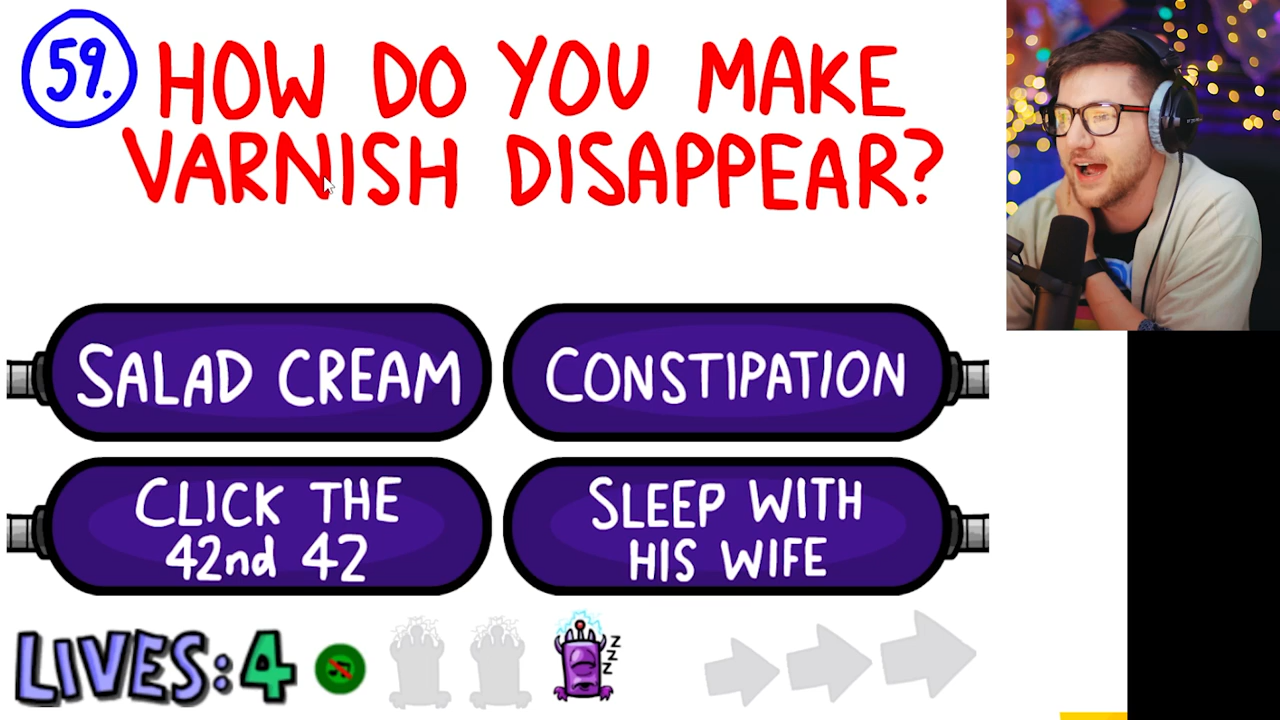 59.
HOW DO YOU MAKE
VARNISH DISAPPEAR?
SALAD CREAM
CONSTIPATION
CLICK THE
42nd 42
SLEEP WITH
HIS WIFE
LIVES: 4
z
z
z